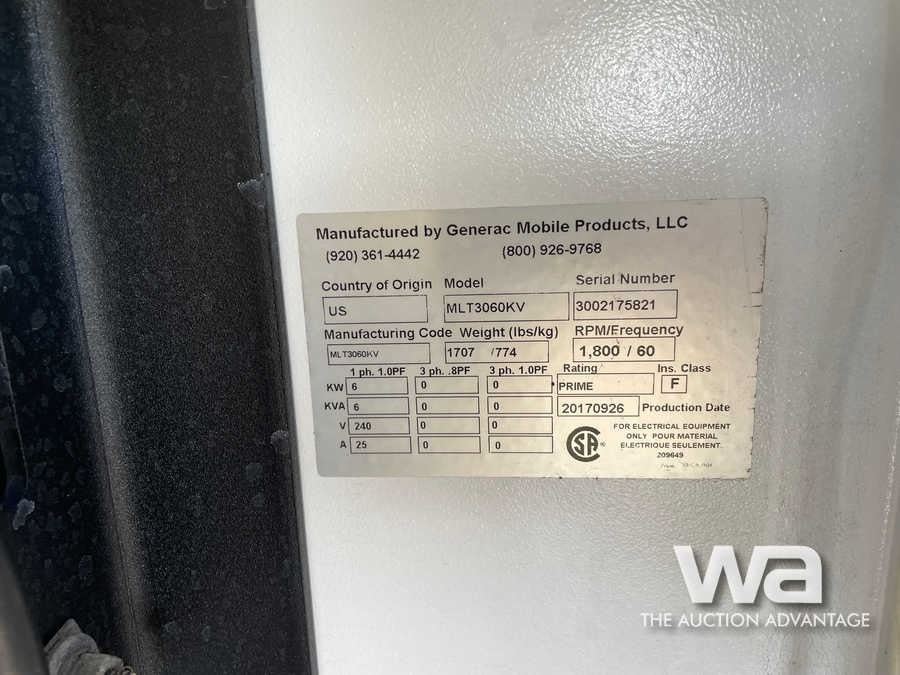 Manufactured by Generac Mobile Products, LLC
(920) 361-4442 (800) 926-9768
Country of Origin Model Serial Number
US MLT3060KV 3002175821
Manufacturing Code Weight (lbs/kg) RPM/Frequency
MLT3060KV 1707 /774 1,800 / 60
1 ph. 1.0PF 3 ph. .8PF 3 ph. 1.0PF Rating Ins. Class
KW 6 0 0 PRIME F
KVA 6 0 0 20170926 Production Date
V 240 0 0
A 25 0 0
SA ®
FOR ELECTRICAL EQUIPMENT
ONLY POUR MATERIAL
ELECTRIQUE SEULEMENT.
209649
wa
THE AUCTION ADVANTAGE